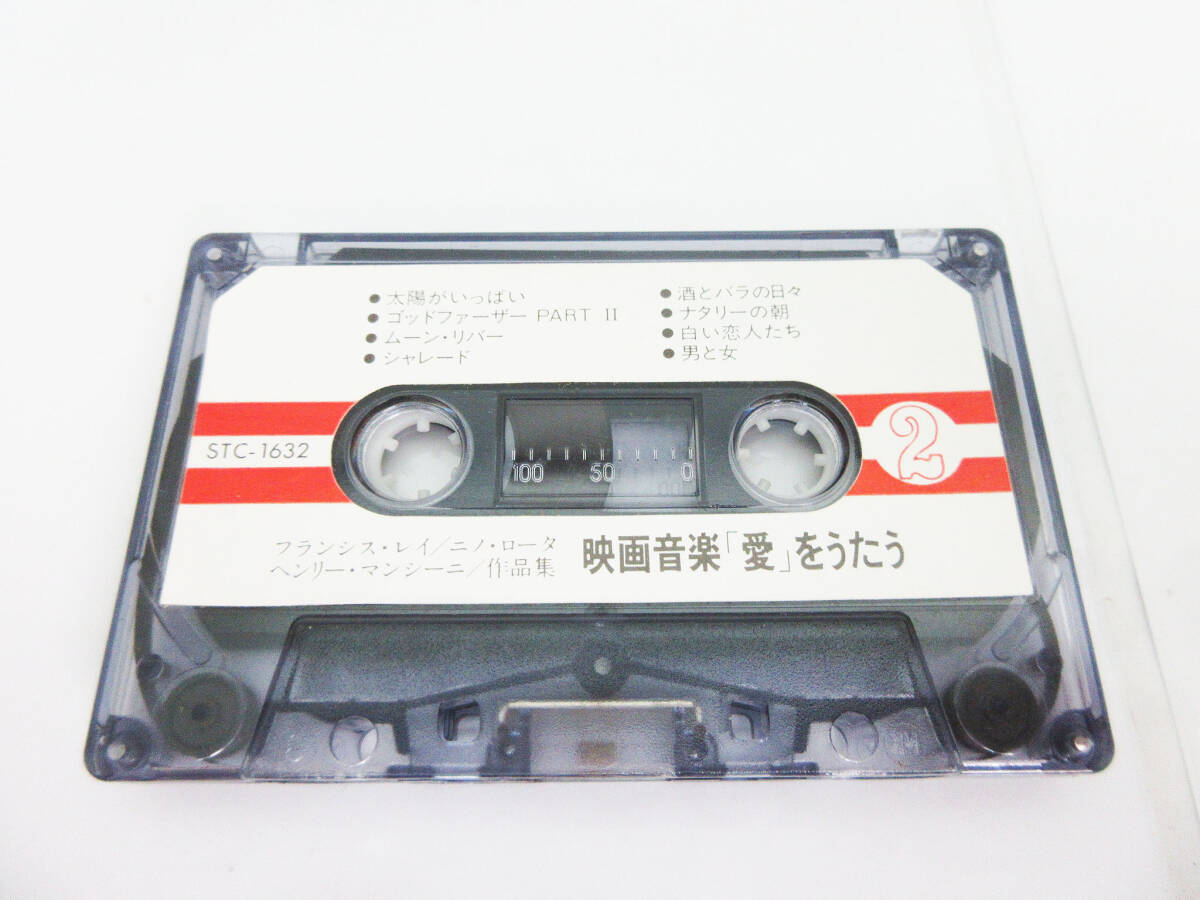 ● 太陽がいっぱい
● ゴッドファーザー PART II
● ムーン・リバー
● シャレード
● 酒とバラの日々
● ナタリーの朝
● 白い恋人たち
● 男と女
STC-1632
2
100 50 0
フランシス・レイ/ニノ・ロータ
ヘンリー・マンシーニ/作品集
映画音楽「愛」をうたう